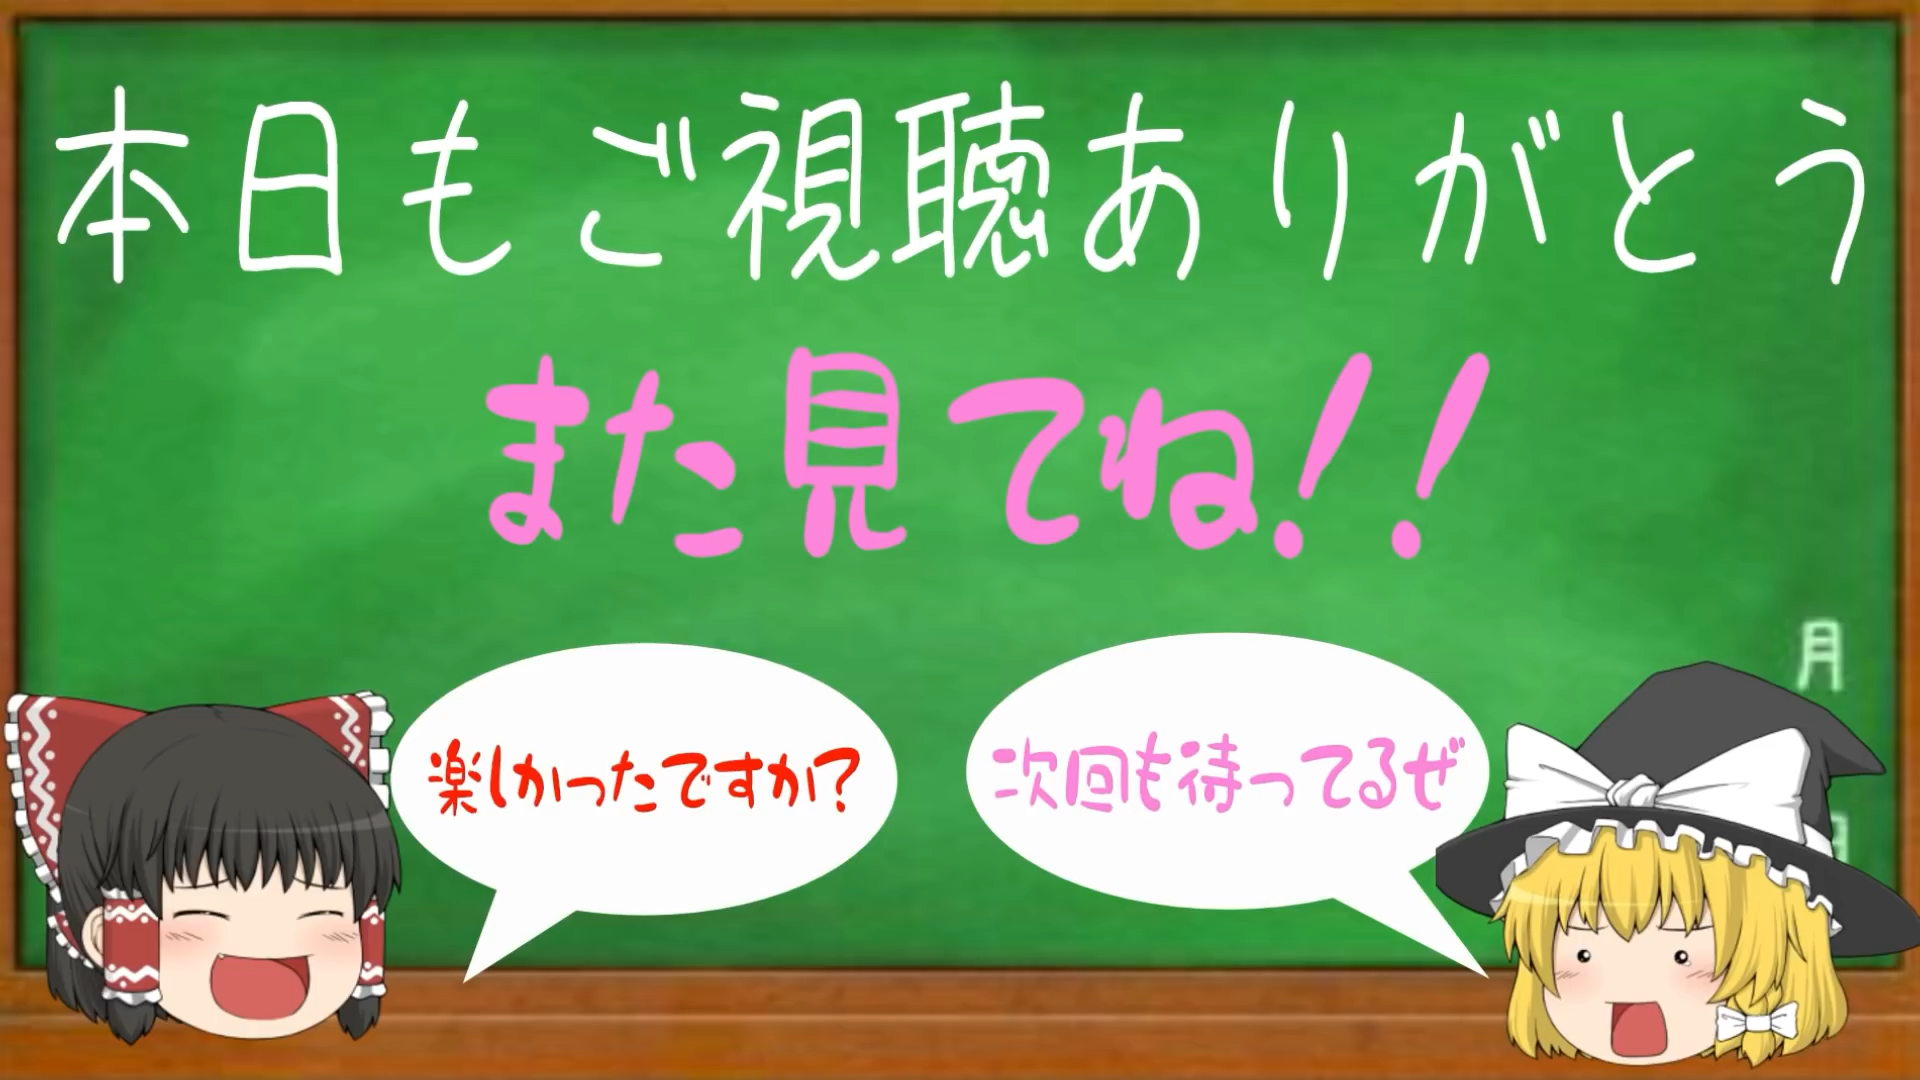 本日もご視聴ありがとう
また見てね!!
月
楽しかったですか?
次回も待ってるぜ